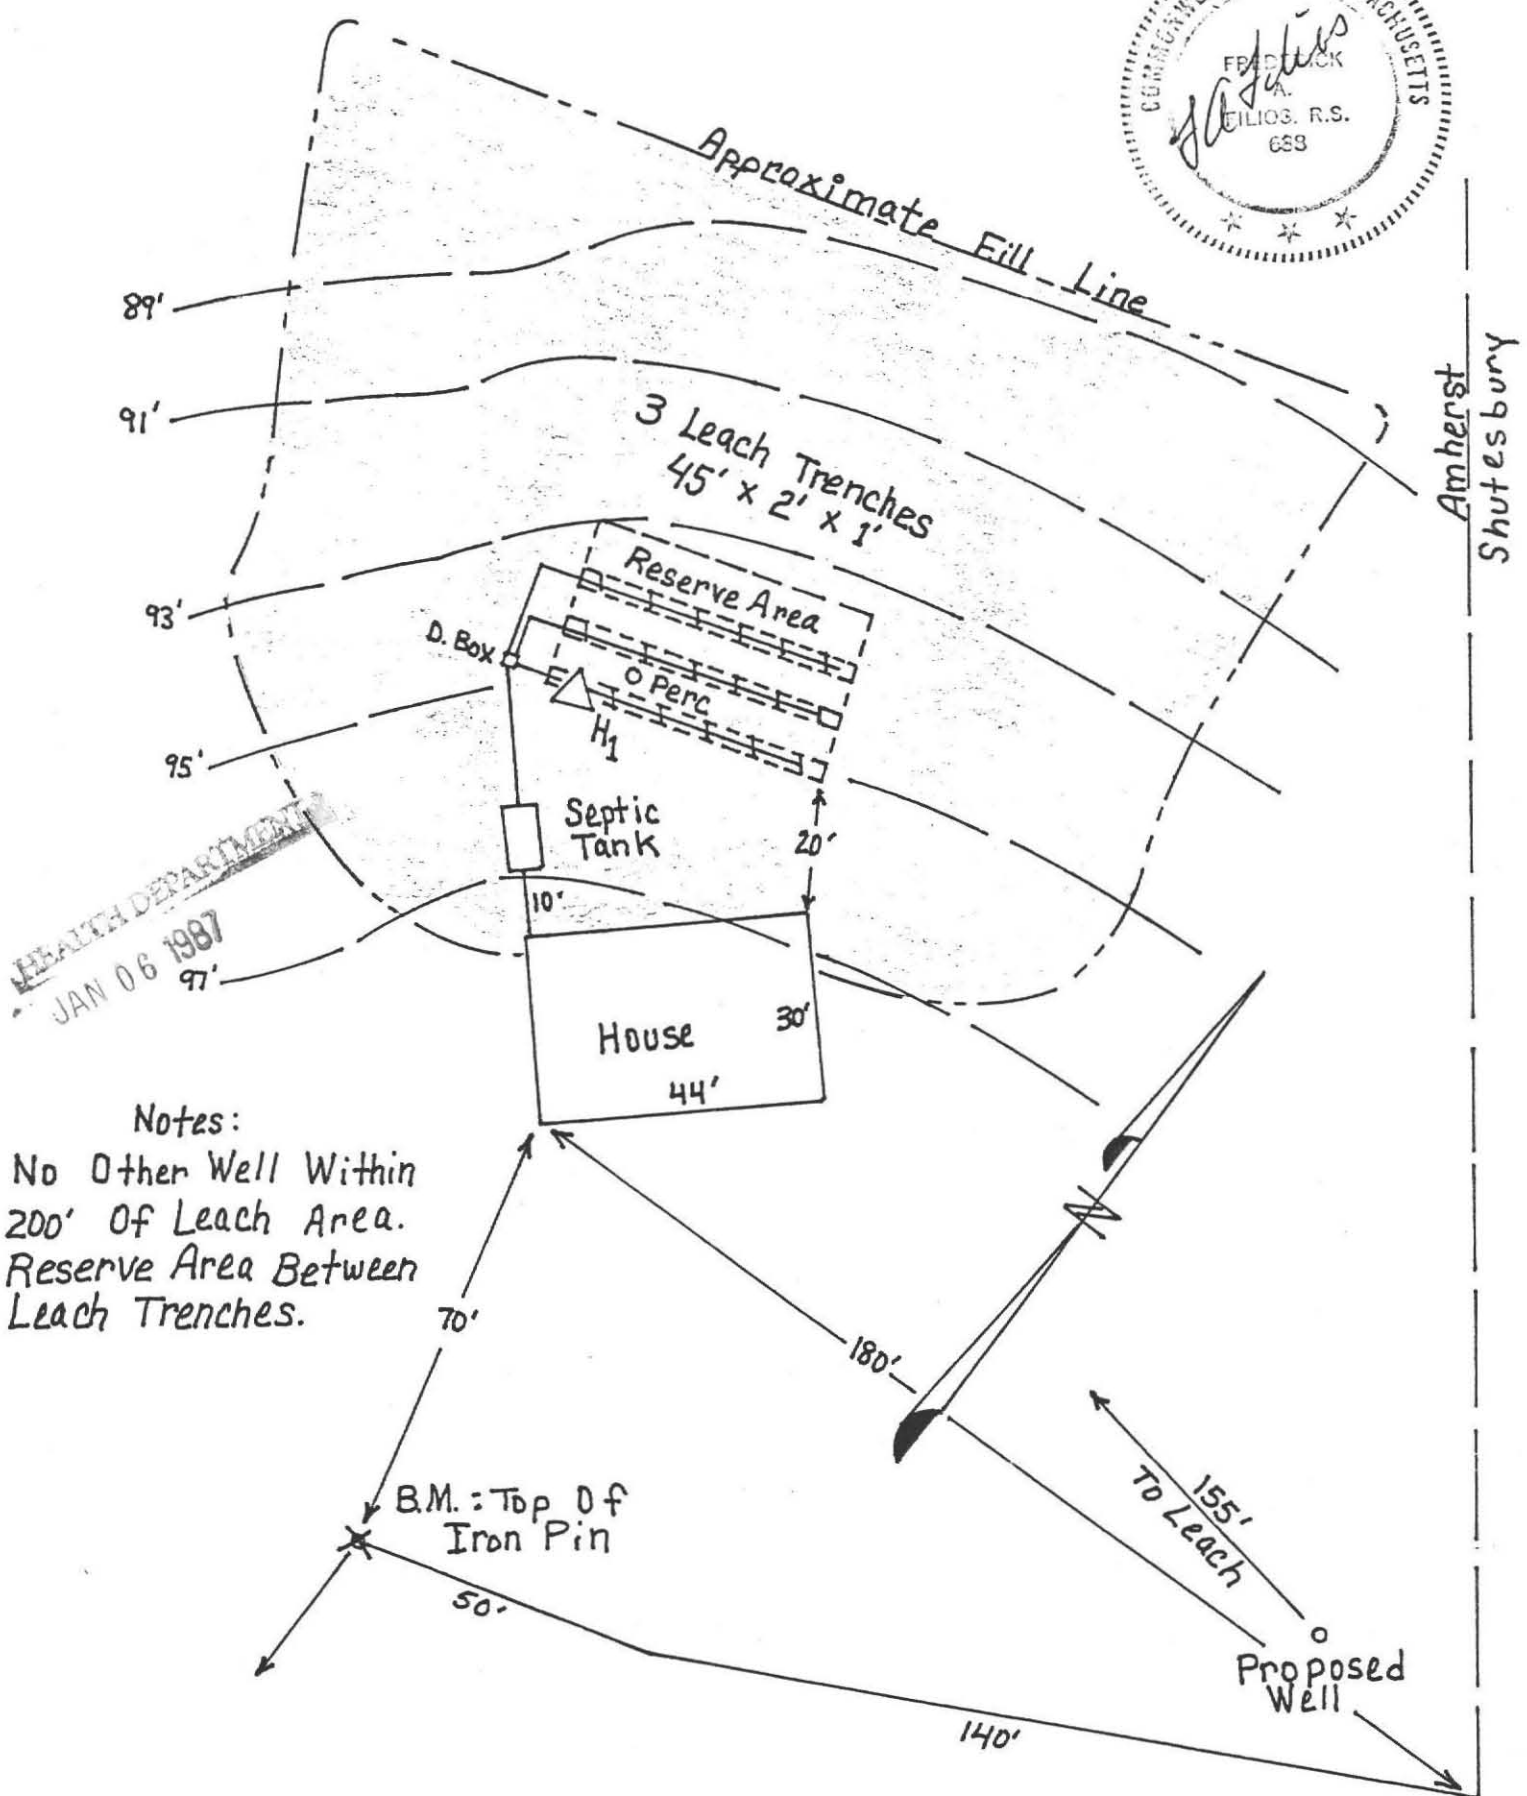 MASSACHUSETTS
FREDERICK
A.
FILIOS, R.S.
688
Approximate Fill Line
89'
91'
3 Leach Trenches
45' x 2' x 1'
Amherst
Shutesbury
Reserve Area
93'
D. Box
Perc
H1
95'
Septic
Tank
20'
10'
HEALTH DEPARTMENT
JAN 06 1987
97'
House
30'
44'
Notes:
No Other Well Within
200' Of Leach Area.
Reserve Area Between
Leach Trenches.
N
70'
180'
155'
To Leach
B.M.: Top Of
Iron Pin
50'
Proposed
Well
140'